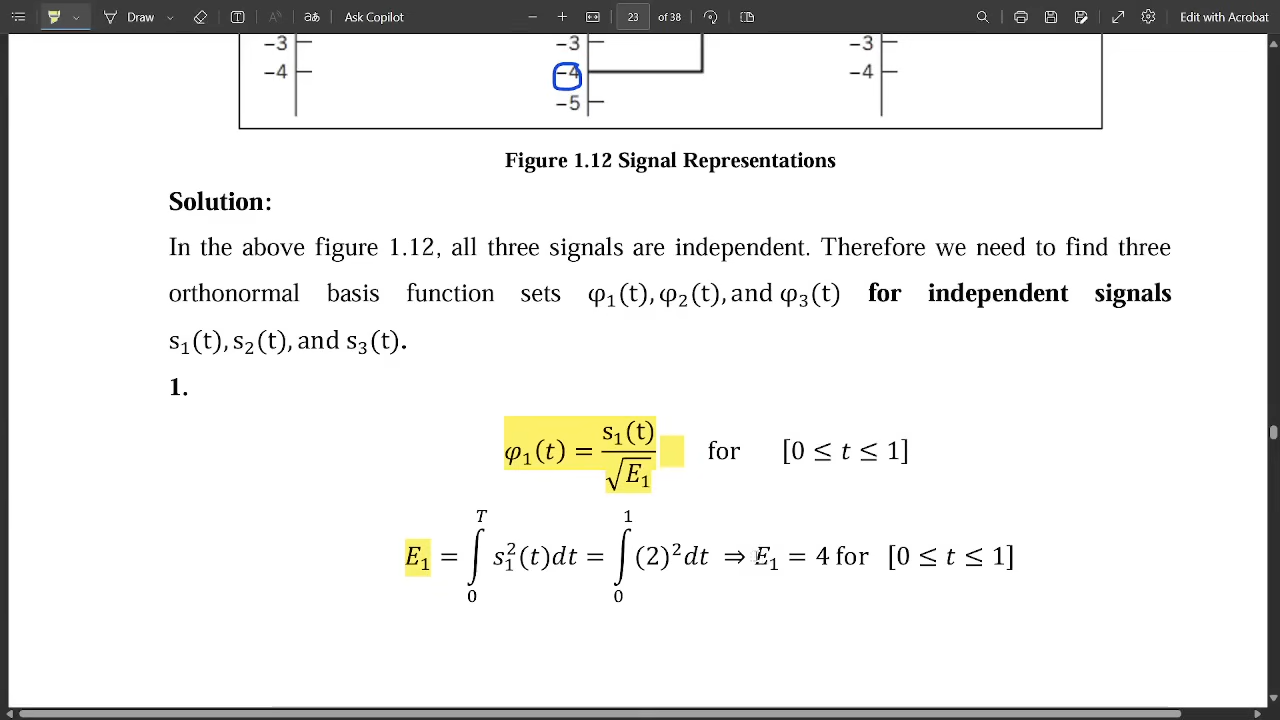 Draw Ask Copilot 23 of 38 Edit with Acrobat
-3 -3 -3
-4 -4 -4
-5
Figure 1.12 Signal Representations
Solution:
In the above figure 1.12, all three signals are independent. Therefore we need to find three
orthonormal basis function sets φ₁(t), φ₂(t), and φ₃(t) for independent signals
s₁(t), s₂(t), and s₃(t).
1.
φ₁(t) = s₁(t)/√E₁ for [0 ≤ t ≤ 1]
E₁ = ∫₀ᵀ s₁²(t)dt = ∫₀¹ (2)²dt ⇒ E₁ = 4 for [0 ≤ t ≤ 1]